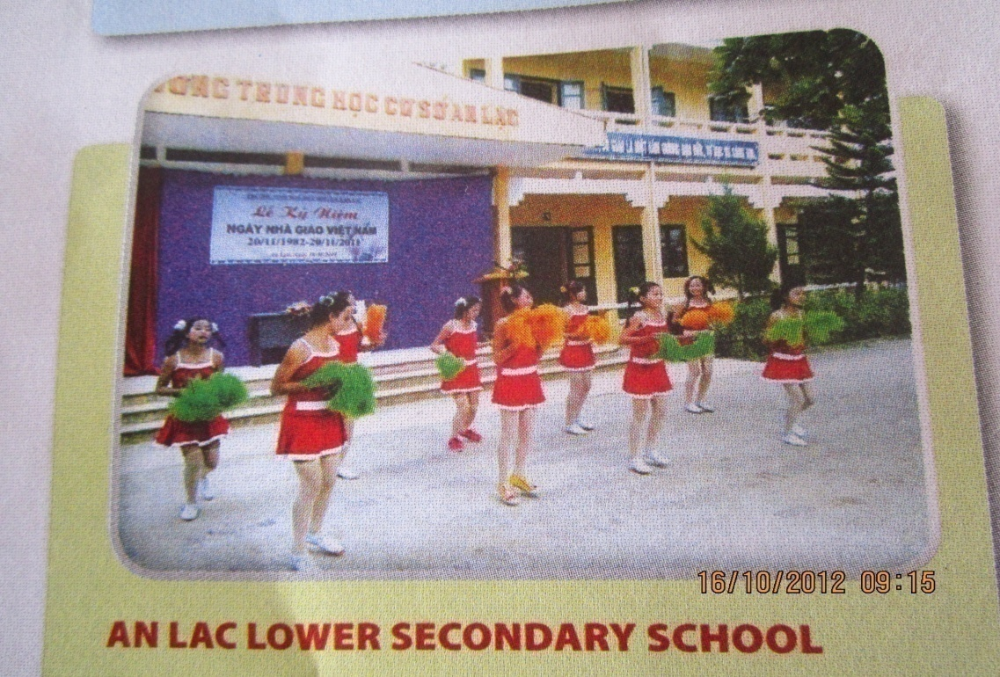 ƯỜNG TRUNG HỌC CƠ SỞ AN LẠC
Lễ Kỷ Niệm
NGÀY NHÀ GIÁO VIỆT NAM
20/11/1982-20/11/2011
16/10/2012 09:15
AN LAC LOWER SECONDARY SCHOOL